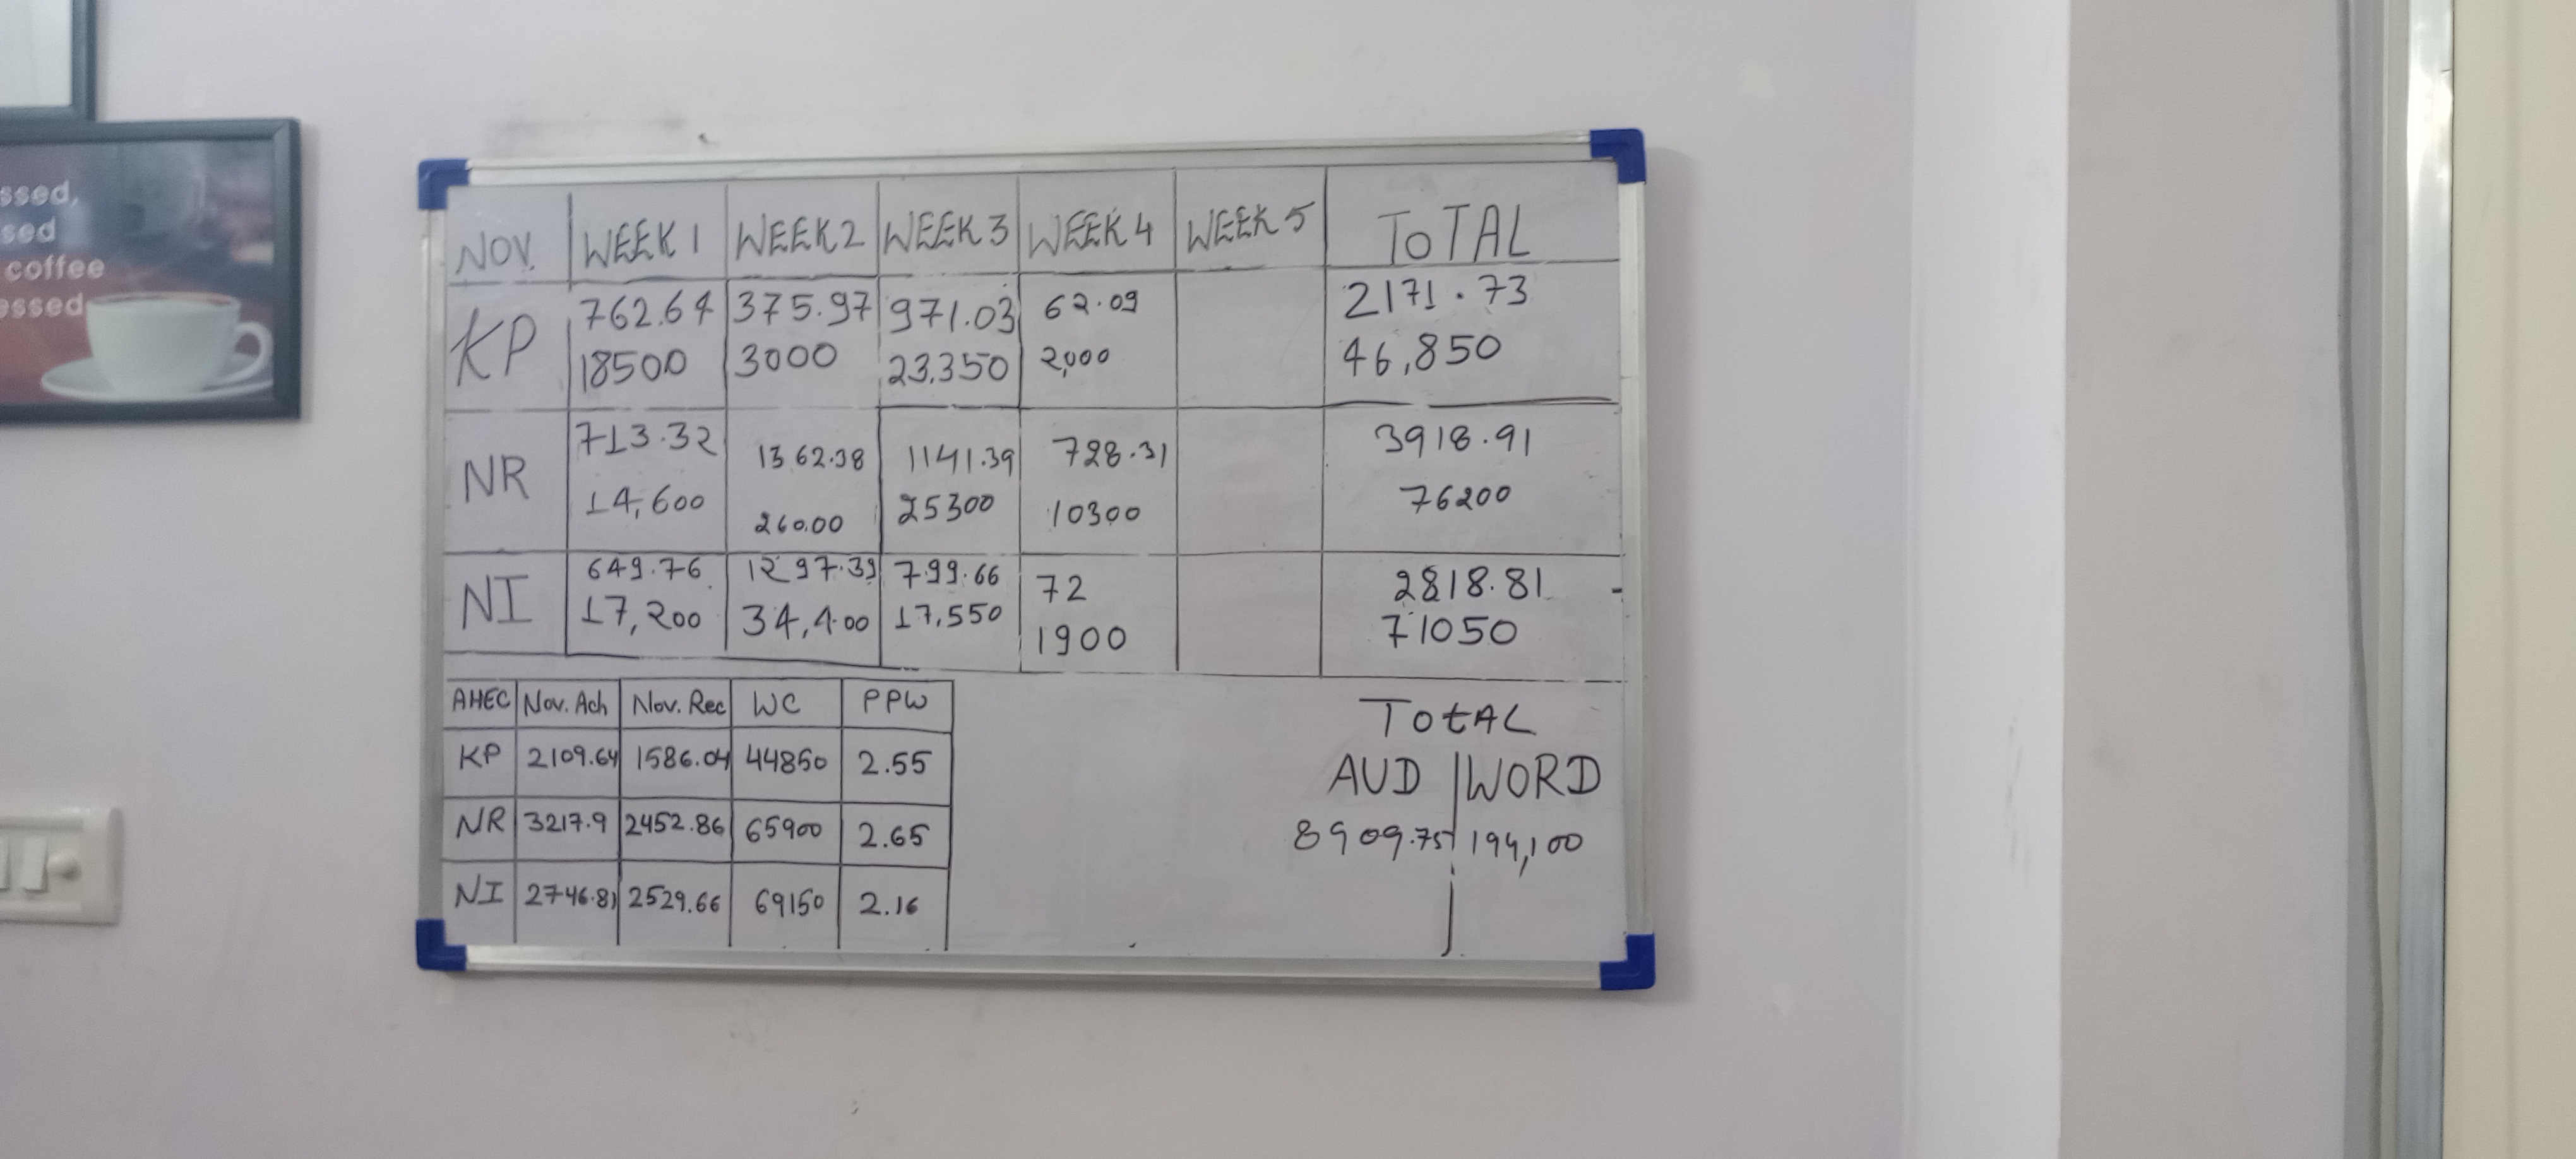 ssed,
sed
coffee
essed
NOV. WEEK 1 WEEK 2 WEEK 3 WEEK 4 WEEK 5 TOTAL
KP 762.64 375.97 971.03 62.09 2171.73
18500 3000 23,350 2,000 46,850
NR 713.32 1362.38 1141.39 728.31 3918.91
14,600 260.00 25300 10300 76200
NI 649.76 1297.39 799.66 72 2818.81
17,200 34,400 17,550 1900 71050
AHEC Nov. Ach Nov. Rec WC PPW
KP 2109.64 1586.04 44850 2.55
NR 3217.9 2452.86 65900 2.65
NI 2746.81 2529.66 69150 2.16
TOtAL
AUD | WORD
8909.75 194,100